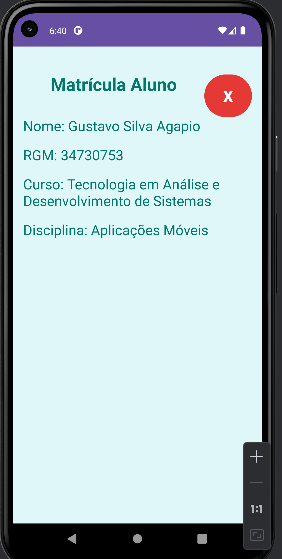 6:40
Matrícula Aluno
X
Nome: Gustavo Silva Agapio
RGM: 34730753
Curso: Tecnologia em Análise e
Desenvolvimento de Sistemas
Disciplina: Aplicações Móveis
1:1